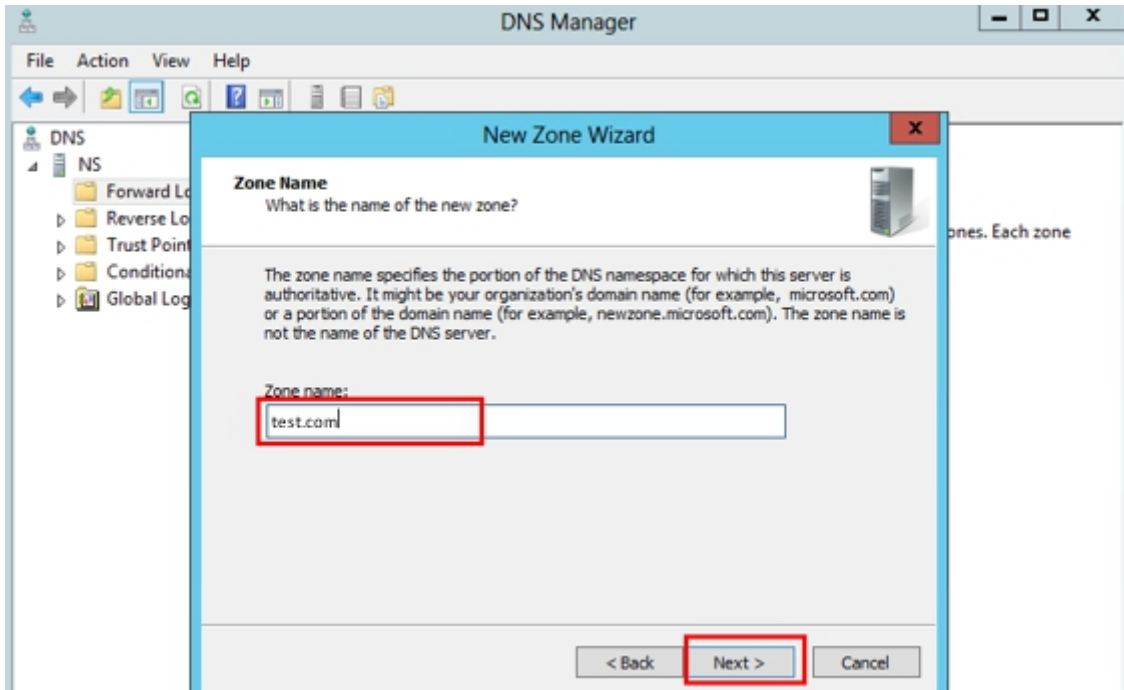 DNS Manager
File Action View Help
DNS
NS
Forward Lo
Reverse Lo
Trust Point
Conditiona
Global Log
New Zone Wizard
Zone Name
What is the name of the new zone?
The zone name specifies the portion of the DNS namespace for which this server is
authoritative. It might be your organization's domain name (for example, microsoft.com)
or a portion of the domain name (for example, newzone.microsoft.com). The zone name is
not the name of the DNS server.
Zone name:
test.com
< Back Next > Cancel
ones. Each zone